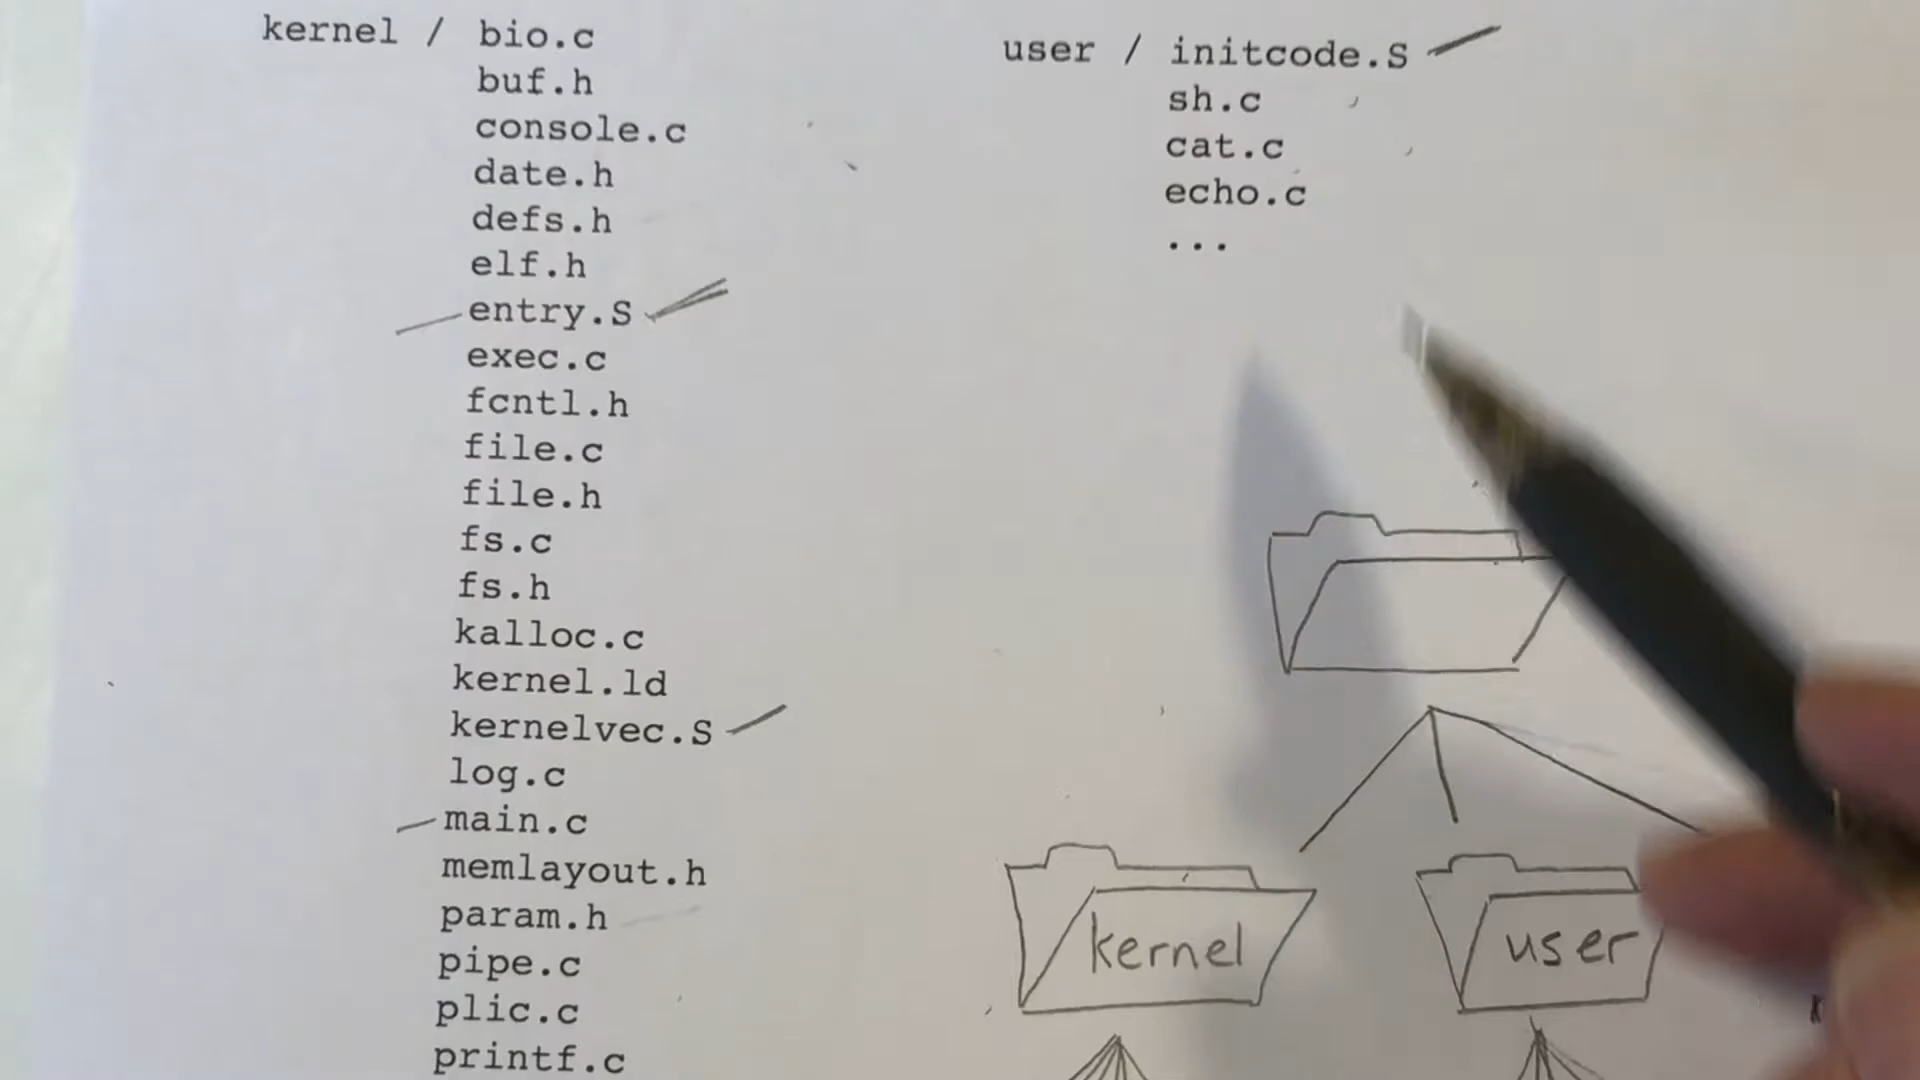 kernel / bio.c
buf.h
console.c
date.h
defs.h
elf.h
entry.S
exec.c
fcntl.h
file.c
file.h
fs.c
fs.h
kalloc.c
kernel.ld
kernelvec.S
log.c
main.c
memlayout.h
param.h
pipe.c
plic.c
printf.c
user / initcode.S
sh.c
cat.c
echo.c
...
kernel
user